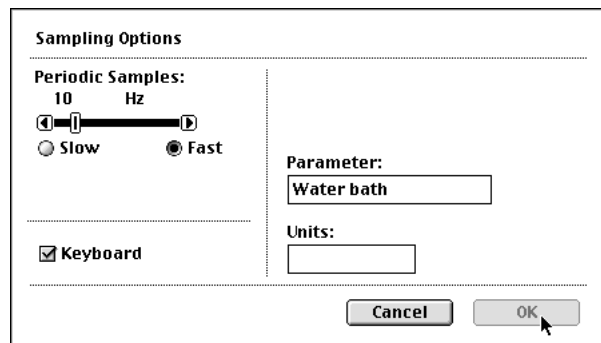 Sampling Options
Periodic Samples:
10 Hz
Slow Fast
Keyboard
Parameter:
Water bath
Units:
Cancel OK